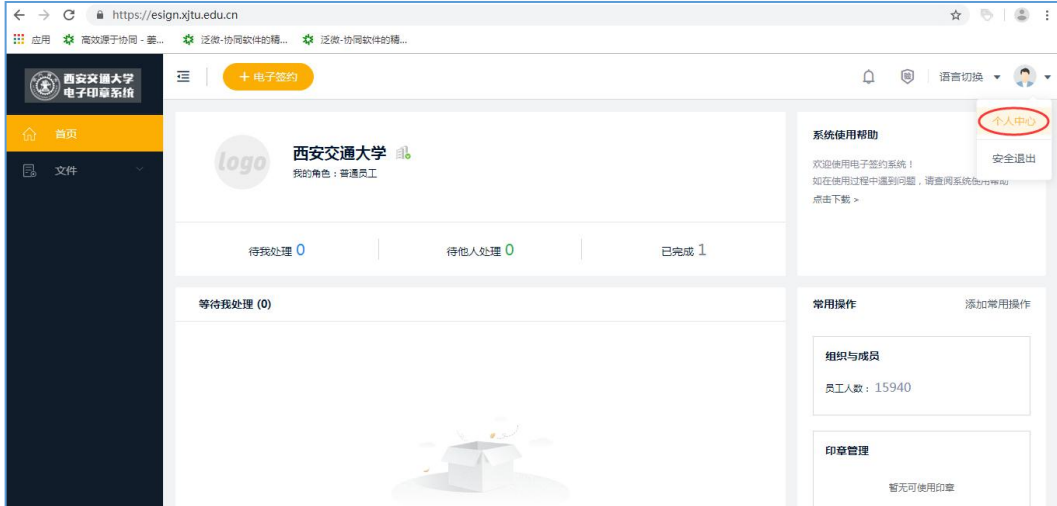 https://esign.xjtu.edu.cn
应用 高效源于协同 - 姜... 泛微-协同软件的精... 泛微-协同软件的精...
西安交通大学
电子印章系统
+ 电子签约
语言切换
首页
文件
个人中心
安全退出
logo
西安交通大学
我的角色：普通员工
系统使用帮助
欢迎使用电子签约系统！
如在使用过程中遇到问题，请查阅系统使用帮助
点击下载 >
待我处理 0 待他人处理 0 已完成 1
等待我处理 (0)
常用操作 添加常用操作
组织与成员
员工人数： 15940
印章管理
暂无可使用印章